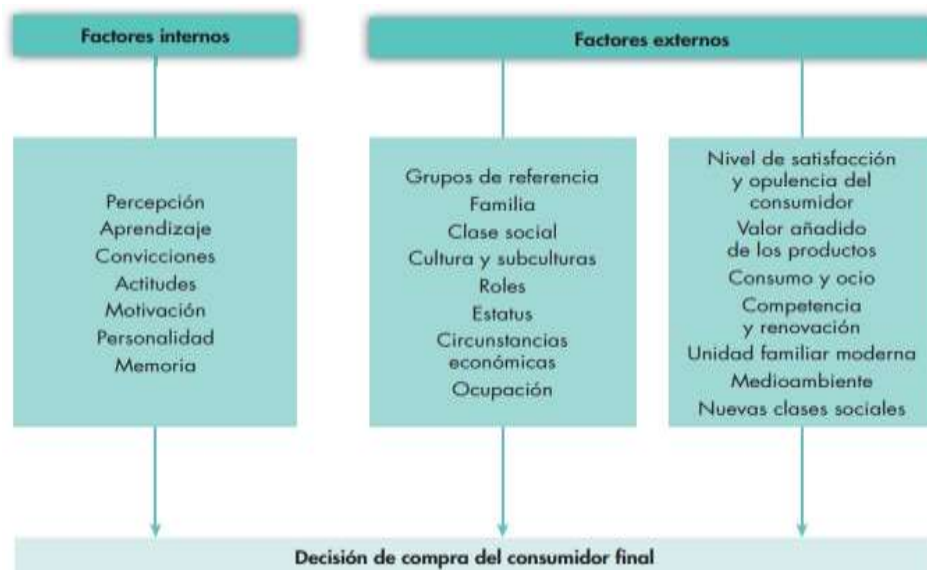 Factores internos
Factores externos
Percepción
Aprendizaje
Convicciones
Actitudes
Motivación
Personalidad
Memoria
Grupos de referencia
Familia
Clase social
Cultura y subculturas
Roles
Estatus
Circunstancias
económicas
Ocupación
Nivel de satisfacción
y opulencia del
consumidor
Valor añadido
de los productos
Consumo y ocio
Competencia
y renovación
Unidad familiar moderna
Medioambiente
Nuevas clases sociales
Decisión de compra del consumidor final